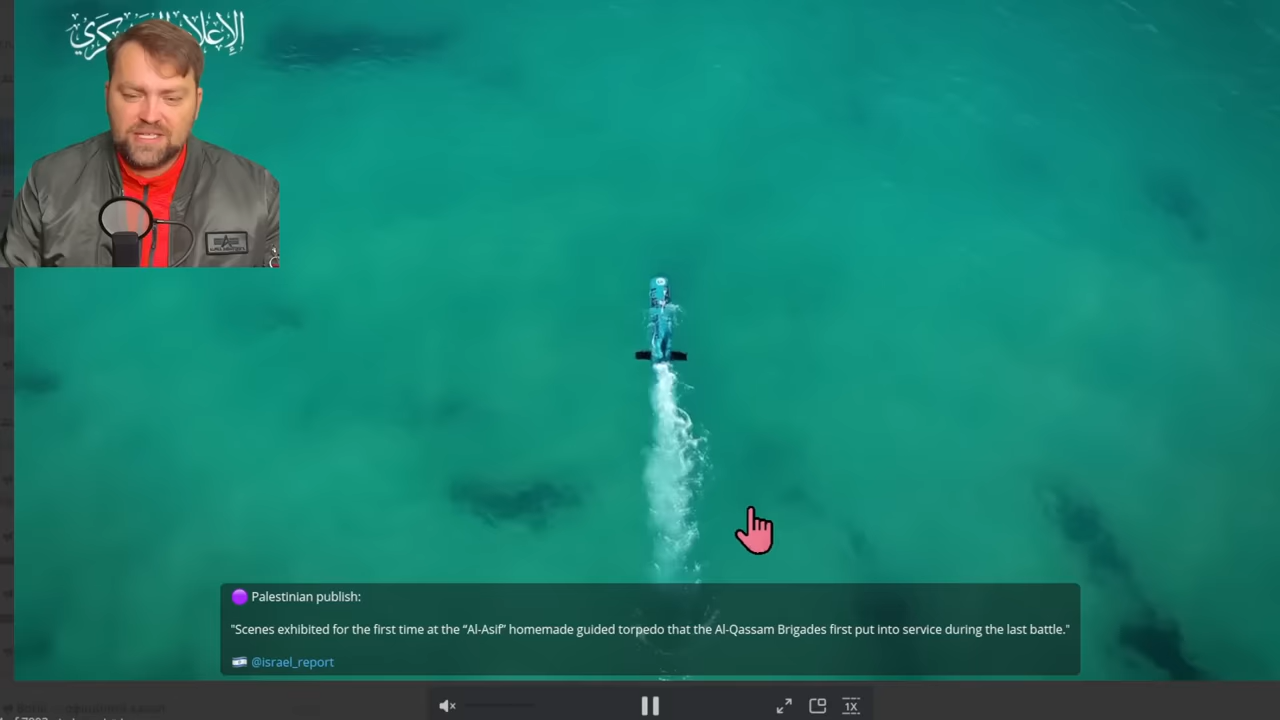 Palestinian publish:
"Scenes exhibited for the first time at the “Al-Asif” homemade guided torpedo that the Al-Qassam Brigades first put into service during the last battle."
@israel_report
1X